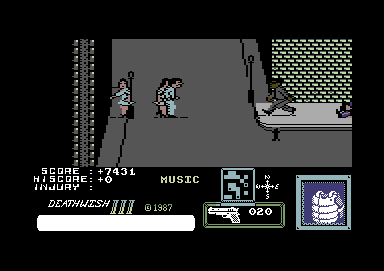 SCORE : +7431
HISCORE: +0
INJURY :
MUSIC
N
W E
S
DEATHWISH III
© 1987
020